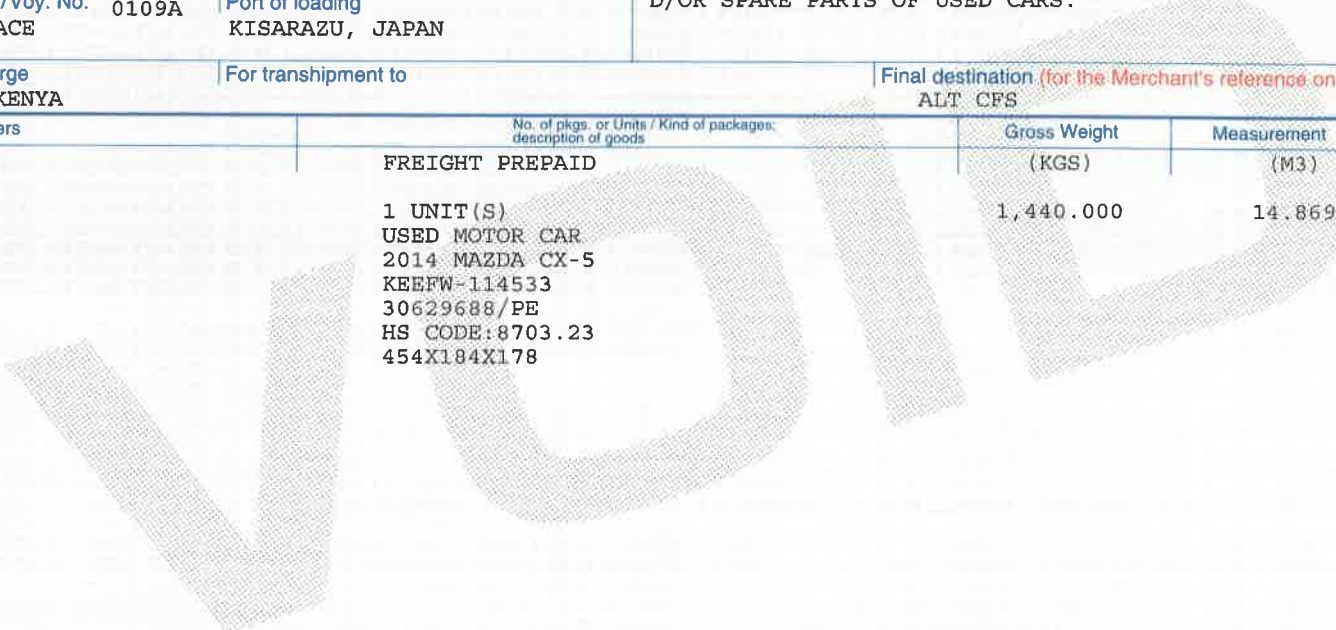 /Voy. No. 0109A Port of loading D/OR SPARE PARTS OF USED CARS.
ACE KISARAZU, JAPAN
rge For transhipment to Final destination (for the Merchant's reference on
KENYA ALT CFS
ers No. of pkgs. or Units / Kind of packages; Gross Weight Measurement
description of goods
FREIGHT PREPAID (KGS) (M3)
1 UNIT(S) 1,440.000 14.869
USED MOTOR CAR
2014 MAZDA CX-5
KEEFW-114533
30629688/PE
HS CODE:8703.23
454X184X178
VOID